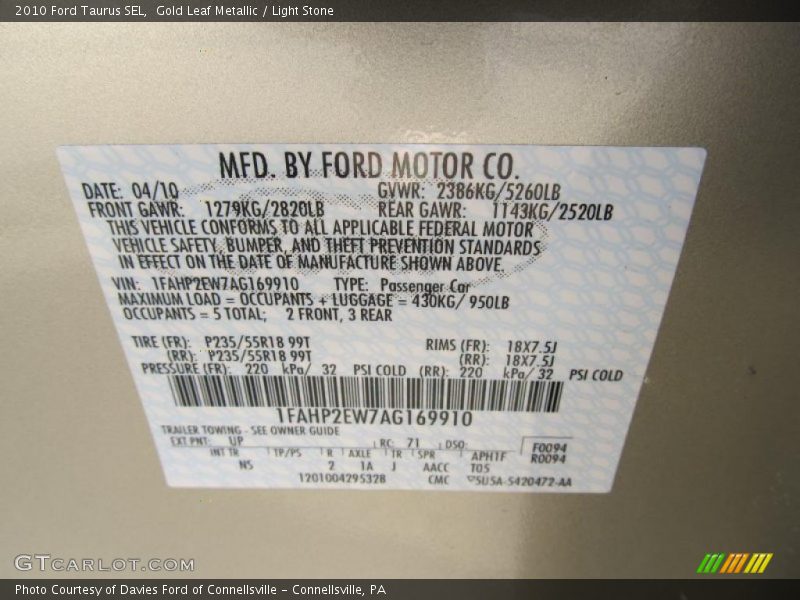 2010 Ford Taurus SEL, Gold Leaf Metallic / Light Stone
MFD. BY FORD MOTOR CO.
DATE: 04/10 GVWR: 2386KG/5260LB
FRONT GAWR: 1279KG/2820LB REAR GAWR: 1143KG/2520LB
THIS VEHICLE CONFORMS TO ALL APPLICABLE FEDERAL MOTOR
VEHICLE SAFETY, BUMPER, AND THEFT PREVENTION STANDARDS
IN EFFECT ON THE DATE OF MANUFACTURE SHOWN ABOVE.
VIN: 1FAHP2EW7AG169910 TYPE: Passenger Car
MAXIMUM LOAD = OCCUPANTS + LUGGAGE = 430KG/ 950LB
OCCUPANTS = 5 TOTAL; 2 FRONT, 3 REAR
TIRE (FR): P235/55R18 99T RIMS (FR): 18X7.5J
(RR): P235/55R18 99T (RR): 18X7.5J
PRESSURE (FR): 220 kPa/ 32 PSI COLD (RR): 220 kPa/ 32 PSI COLD
1FAHP2EW7AG169910
TRAILER TOWING - SEE OWNER GUIDE
EXT PNT: UP RC: 71 DSO: F0094
INT TR TP/PS R AXLE TR SPR APH1F R0094
NS 2 1A J AACC T05
1201004295328 CMC 5U5A-5420472-AA
GTCARLOT.COM
Photo Courtesy of Davies Ford of Connellsville - Connellsville, PA